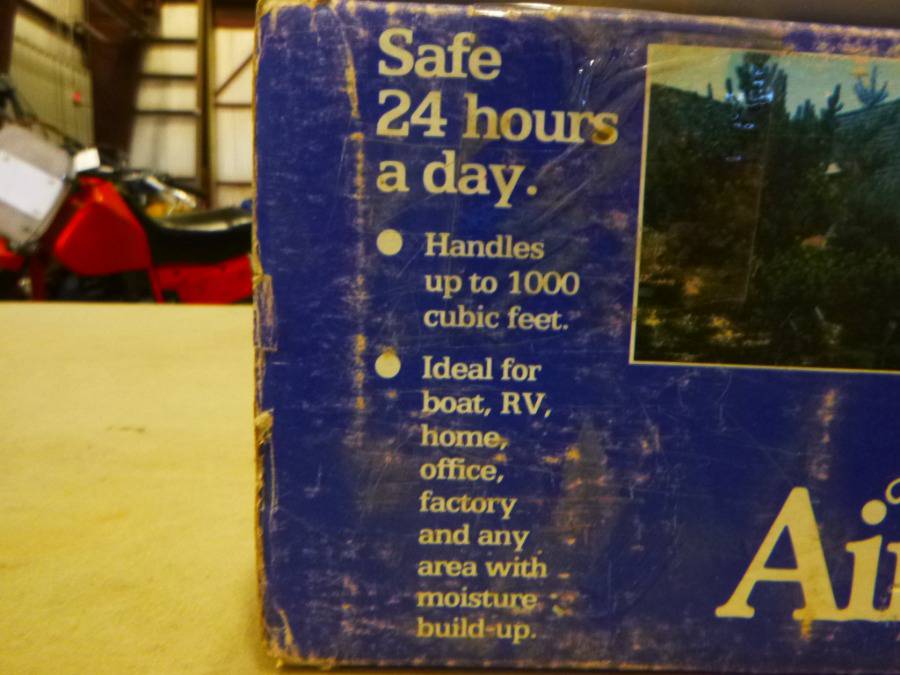 Safe
24 hours
a day.
Handles
up to 1000
cubic feet.
Ideal for
boat, RV,
home,
office,
factory
and any
area with
moisture
build-up.